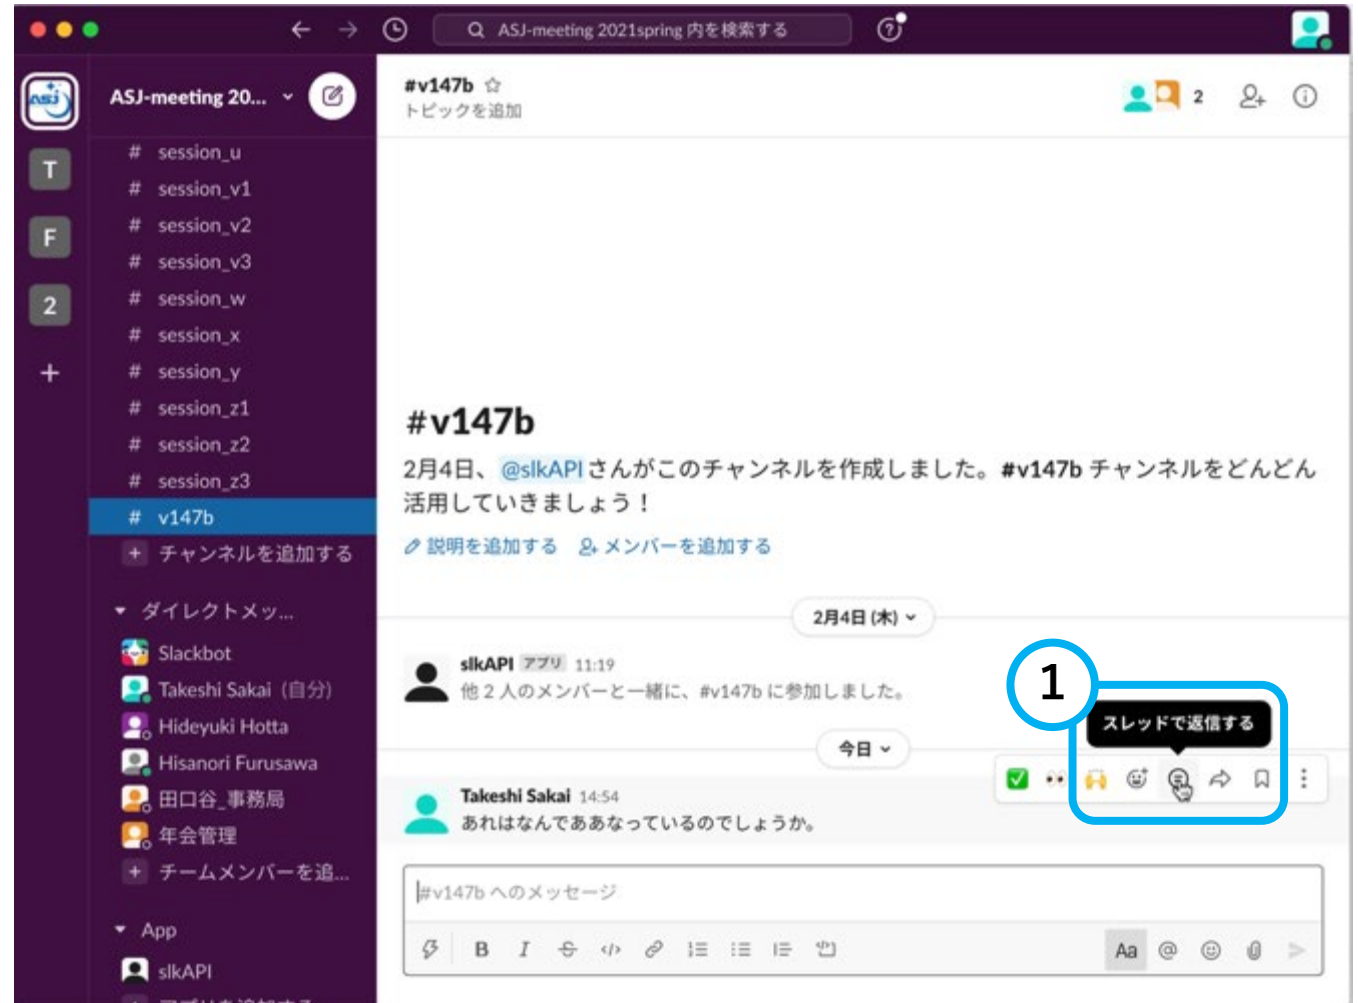 ASJ-meeting 2021spring 内を検索する
ASJ
T
F
2
+
ASJ-meeting 20...
# session_u
# session_v1
# session_v2
# session_v3
# session_w
# session_x
# session_y
# session_z1
# session_z2
# session_z3
# v147b
+ チャンネルを追加する
ダイレクトメッ...
Slackbot
Takeshi Sakai (自分)
Hideyuki Hotta
Hisanori Furusawa
田口谷_事務局
年会管理
+ チームメンバーを追...
App
slkAPI
+ アプリを追加する
#v147b
トピックを追加
2
#v147b
2月4日、 @slkAPI さんがこのチャンネルを作成しました。#v147b チャンネルをどんどん
活用していきましょう！
説明を追加する メンバーを追加する
2月4日 (木)
slkAPI アプリ 11:19
他 2 人のメンバーと一緒に、#v147b に参加しました。
1
スレッドで返信する
今日
Takeshi Sakai 14:54
あれはなんでああなっているのでしょうか。
#v147b へのメッセージ
B I S </> Aa @